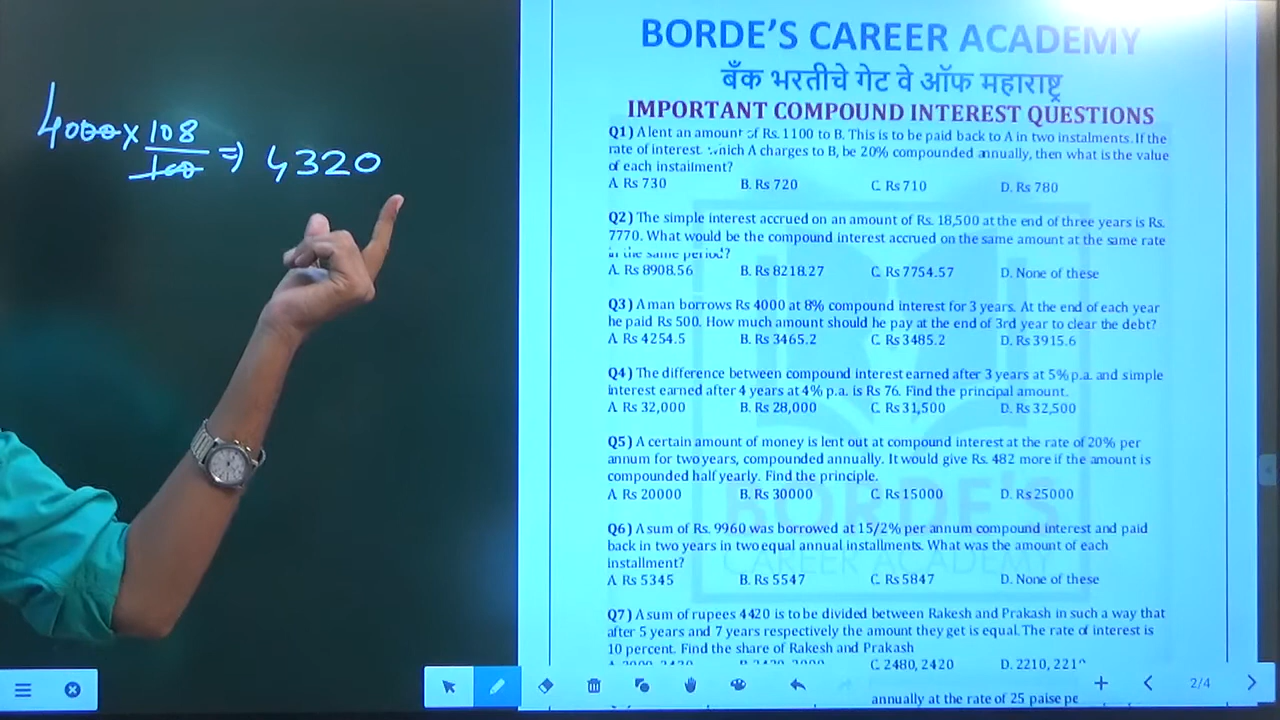 4000 × 108
100 ⇒ 4320
BORDE'S CAREER ACADEMY
बँक भरतीचे गेट वे ऑफ महाराष्ट्र
IMPORTANT COMPOUND INTEREST QUESTIONS
Q1) A lent an amount of Rs. 1100 to B. This is to be paid back to A in two instalments. If the
rate of interest which A charges to B, be 20% compounded annually, then what is the value
of each installment?
A. Rs 730 B. Rs 720 C. Rs 710 D. Rs 780
Q2) The simple interest accrued on an amount of Rs. 18,500 at the end of three years is Rs.
7770. What would be the compound interest accrued on the same amount at the same rate
in the same period?
A. Rs 8908.56 B. Rs 8218.27 C. Rs 7754.57 D. None of these
Q3) A man borrows Rs 4000 at 8% compound interest for 3 years. At the end of each year
he paid Rs 500. How much amount should he pay at the end of 3rd year to clear the debt?
A. Rs 4254.5 B. Rs 3465.2 C. Rs 3485.2 D. Rs 3915.6
Q4) The difference between compound interest earned after 3 years at 5% p.a. and simple
interest earned after 4 years at 4% p.a. is Rs 76. Find the principal amount.
A. Rs 32,000 B. Rs 28,000 C. Rs 31,500 D. Rs 32,500
Q5) A certain amount of money is lent out at compound interest at the rate of 20% per
annum for two years, compounded annually. It would give Rs. 482 more if the amount is
compounded half yearly. Find the principle.
A. Rs 20000 B. Rs 30000 C. Rs 15000 D. Rs 25000
BORDE'S
Q6) A sum of Rs. 9960 was borrowed at 15/2% per annum compound interest and paid
back in two years in two equal annual installments. What was the amount of each
installment?
CAREER ACADEMY
A. Rs 5345 B. Rs 5547 C. Rs 5847 D. None of these
Q7) A sum of rupees 4420 is to be divided between Rakesh and Prakash in such a way that
after 5 years and 7 years respectively the amount they get is equal. The rate of interest is
10 percent. Find the share of Rakesh and Prakash
C. 2480, 2420 D. 2210, 2210
2/4
annually at the rate of 25 paise pe